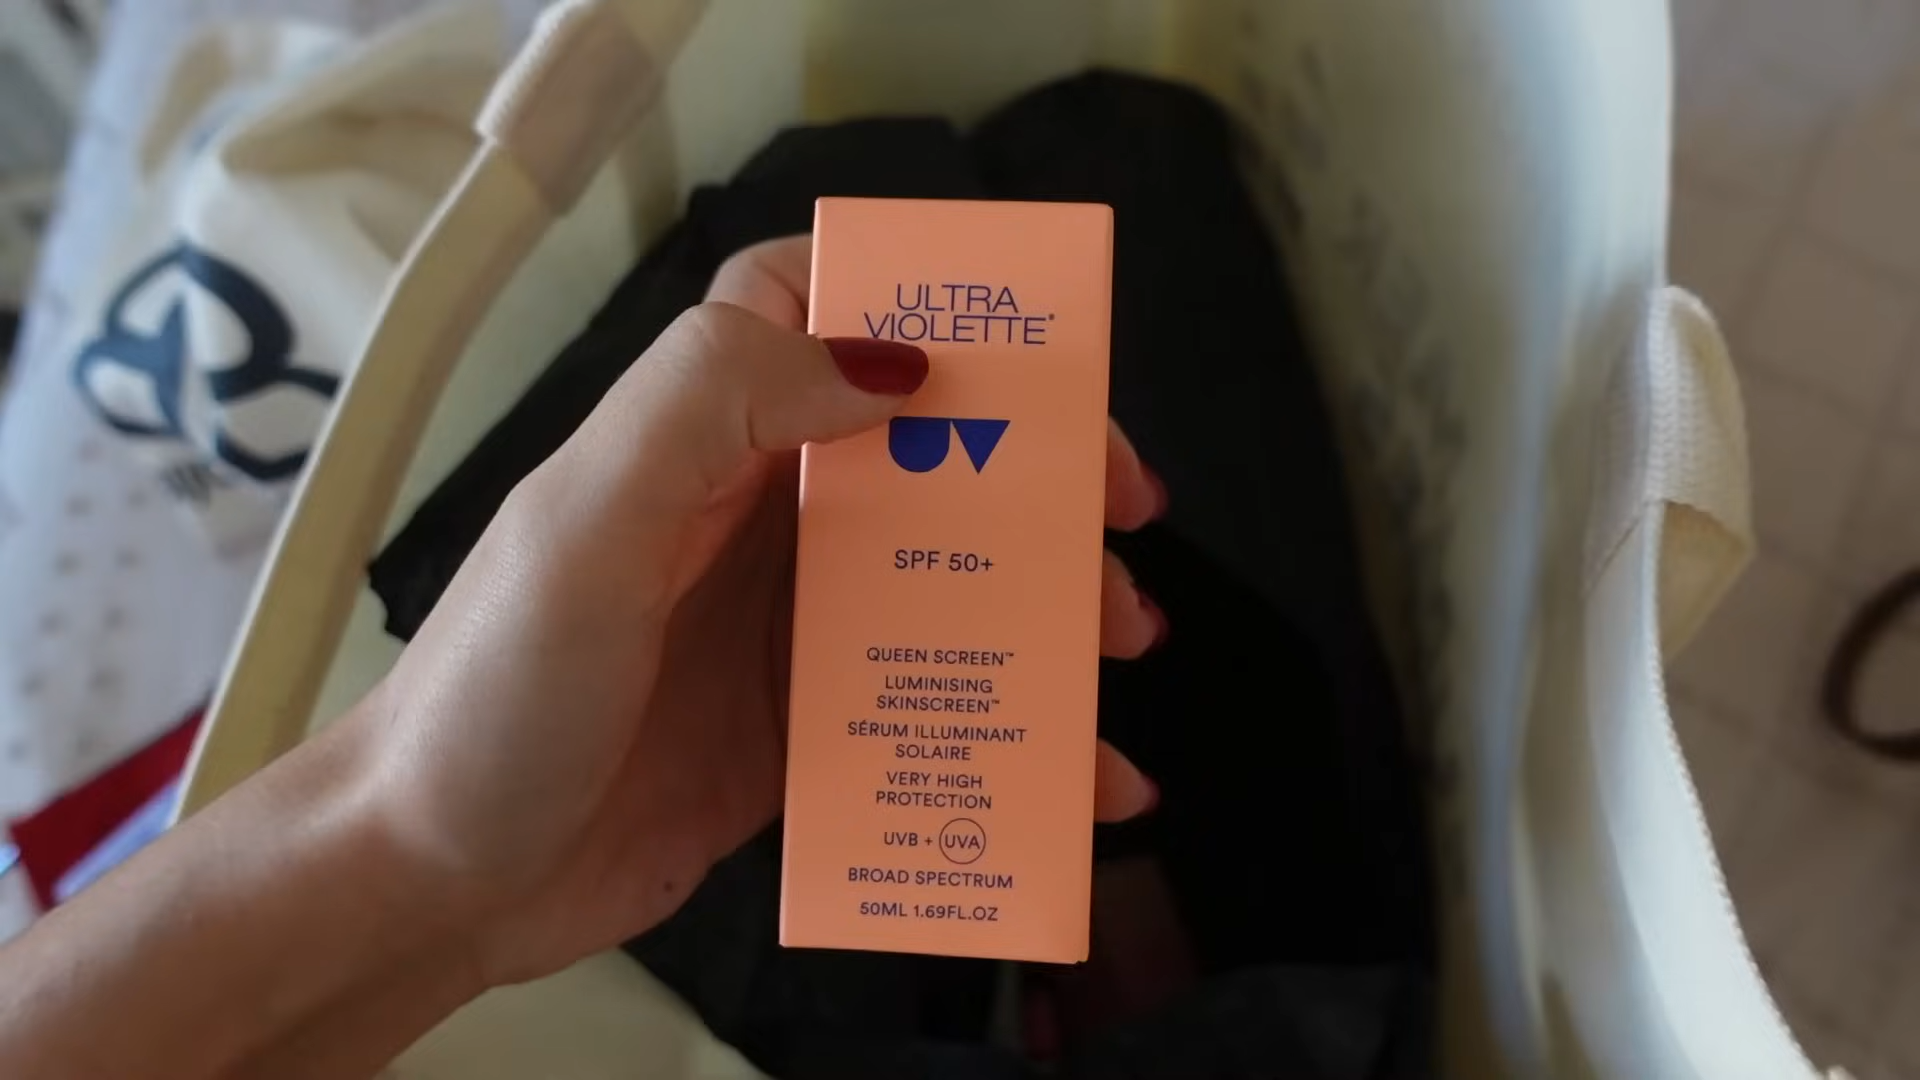 ULTRA
VIOLETTE®
UV
SPF 50+
QUEEN SCREEN™
LUMINISING
SKINSCREEN™
SÉRUM ILLUMINANT
SOLAIRE
VERY HIGH
PROTECTION
UVB + UVA
BROAD SPECTRUM
50ML 1.69FL.OZ